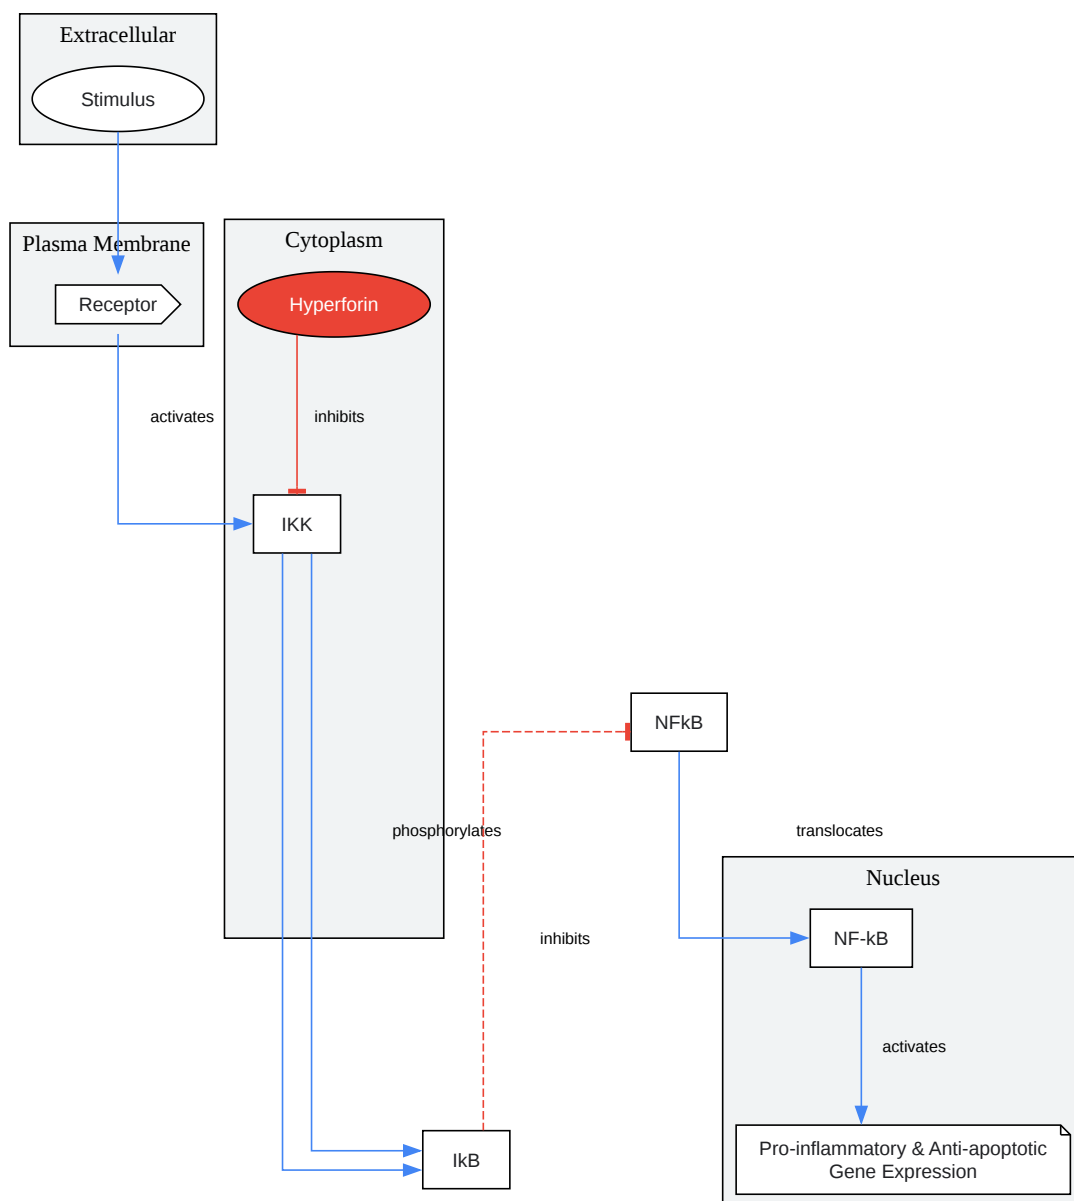 Extracellular
Stimulus
Plasma Membrane
Receptor
Cytoplasm
Hyperforin
activates
inhibits
IKK
NFkB
phosphorylates
translocates
Nucleus
NF-kB
inhibits
activates
Pro-inflammatory & Anti-apoptotic
Gene Expression
IkB